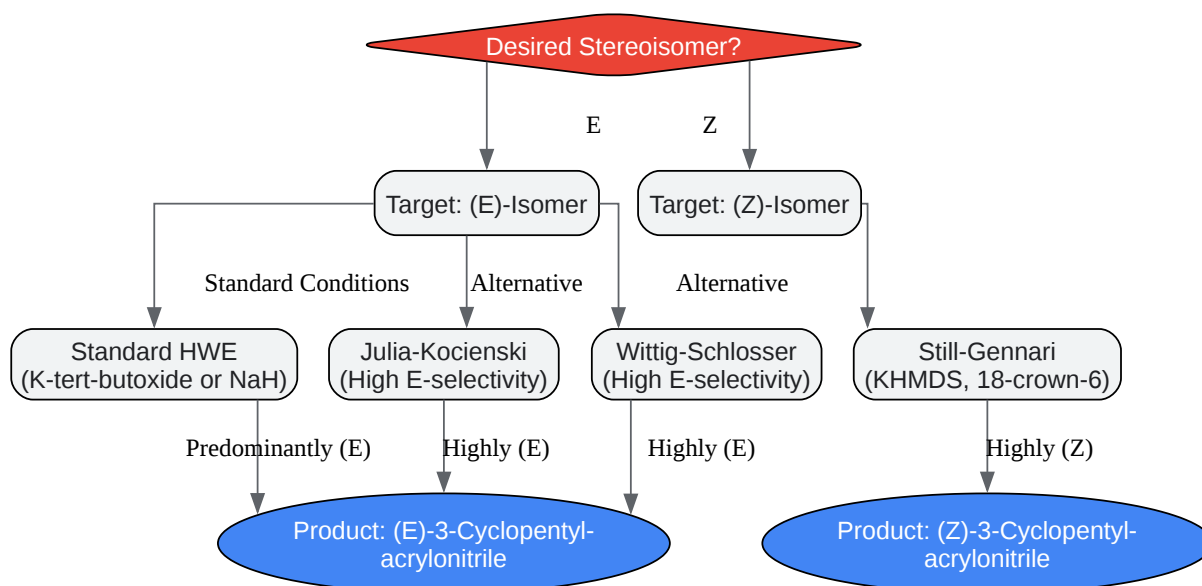 Desired Stereoisomer?
E
Z
Target: (E)-Isomer
Target: (Z)-Isomer
Standard Conditions
Alternative
Alternative
Standard HWE
(K-tert-butoxide or NaH)
Julia-Kocienski
(High E-selectivity)
Wittig-Schlosser
(High E-selectivity)
Still-Gennari
(KHMDS, 18-crown-6)
Predominantly (E)
Highly (E)
Highly (E)
Highly (Z)
Product: (E)-3-Cyclopentyl-
acrylonitrile
Product: (Z)-3-Cyclopentyl-
acrylonitrile